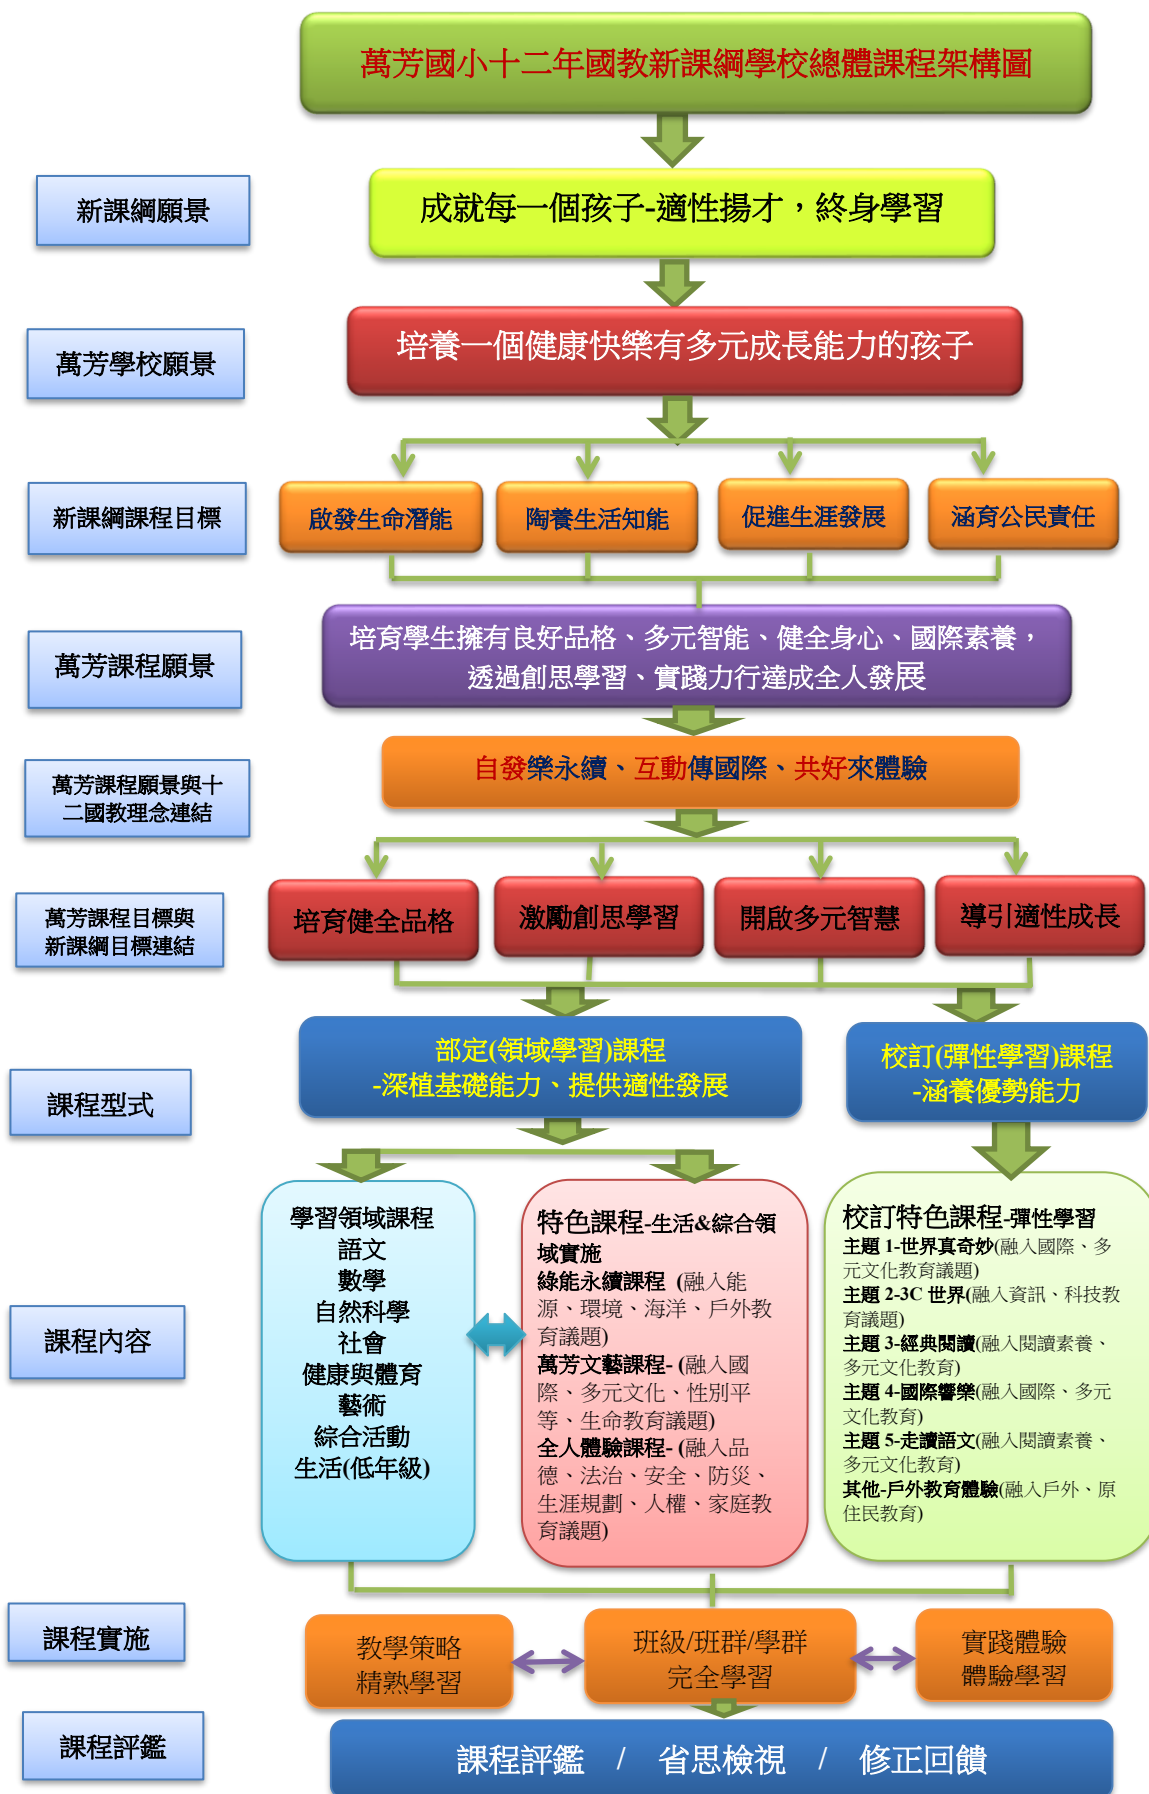 萬芳國小十二年國教新課綱學校總體課程架構圖
新課綱願景
成就每一個孩子-適性揚才，終身學習
萬芳學校願景
培養一個健康快樂有多元成長能力的孩子
新課綱課程目標
啟發生命潛能
陶養生活知能
促進生涯發展
涵育公民責任
萬芳課程願景
培育學生擁有良好品格、多元智能、健全身心、國際素養，
透過創思學習、實踐力行達成全人發展
萬芳課程願景與十
二國教理念連結
自發樂永續、互動傳國際、共好來體驗
萬芳課程目標與
新課綱目標連結
培育健全品格
激勵創思學習
開啟多元智慧
導引適性成長
課程型式
部定(領域學習)課程
-深植基礎能力、提供適性發展
校訂(彈性學習)課程
-涵養優勢能力
課程內容
學習領域課程
語文
數學
自然科學
社會
健康與體育
藝術
綜合活動
生活(低年級)
特色課程-生活&綜合領
域實施
綠能永續課程 (融入能
源、環境、海洋、戶外教
育議題)
萬芳文藝課程- (融入國
際、多元文化、性別平
等、生命教育議題)
全人體驗課程- (融入品
德、法治、安全、防災、
生涯規劃、人權、家庭教
育議題)
校訂特色課程-彈性學習
主題 1-世界真奇妙(融入國際、多
元文化教育議題)
主題 2-3C 世界(融入資訊、科技教
育議題)
主題 3-經典閱讀(融入閱讀素養、
多元文化教育)
主題 4-國際響樂(融入國際、多元
文化教育)
主題 5-走讀語文(融入閱讀素養、
多元文化教育)
其他-戶外教育體驗(融入戶外、原
住民教育)
課程實施
教學策略
精熟學習
班級/班群/學群
完全學習
實踐體驗
體驗學習
課程評鑑
課程評鑑 / 省思檢視 / 修正回饋